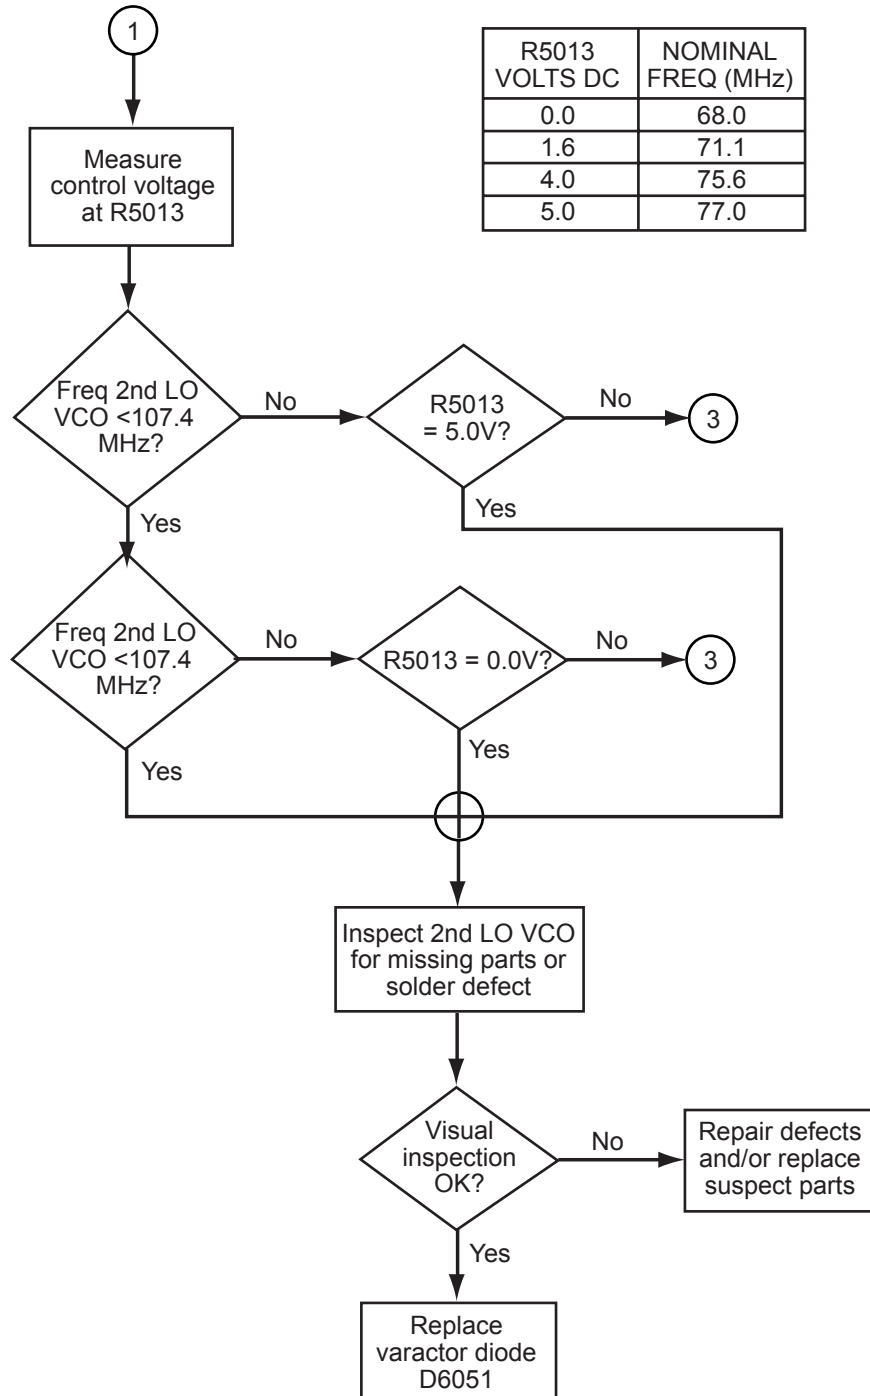 1
R5013
VOLTS DC
NOMINAL
FREQ (MHz)
0.0
68.0
1.6
71.1
4.0
75.6
5.0
77.0
Measure
control voltage
at R5013
Freq 2nd LO
VCO <107.4
MHz?
No
R5013
= 5.0V?
No
3
Yes
Yes
Freq 2nd LO
VCO <107.4
MHz?
No
R5013 = 0.0V?
No
3
Yes
Yes
Inspect 2nd LO VCO
for missing parts or
solder defect
Visual
inspection
OK?
No
Repair defects
and/or replace
suspect parts
Yes
Replace
varactor diode
D6051